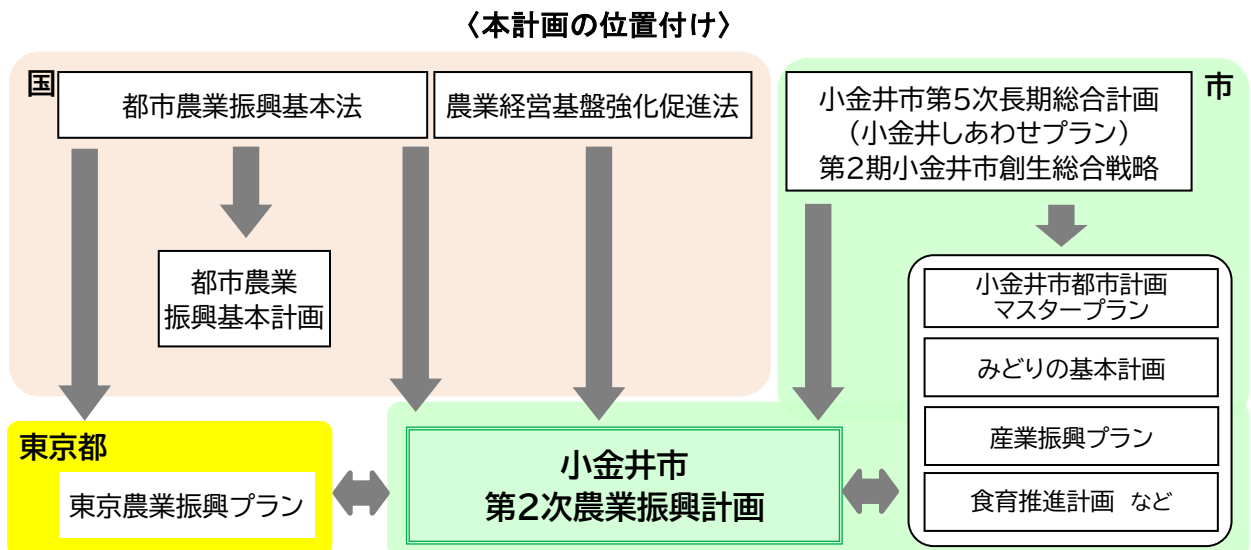 〈本計画の位置付け〉
国
都市農業振興基本法
農業経営基盤強化促進法
都市農業
振興基本計画
市
小金井市第5次長期総合計画
（小金井しあわせプラン）
第2期小金井市創生総合戦略
小金井市都市計画
マスタープラン
みどりの基本計画
産業振興プラン
食育推進計画 など
東京都
東京農業振興プラン
小金井市
第2次農業振興計画